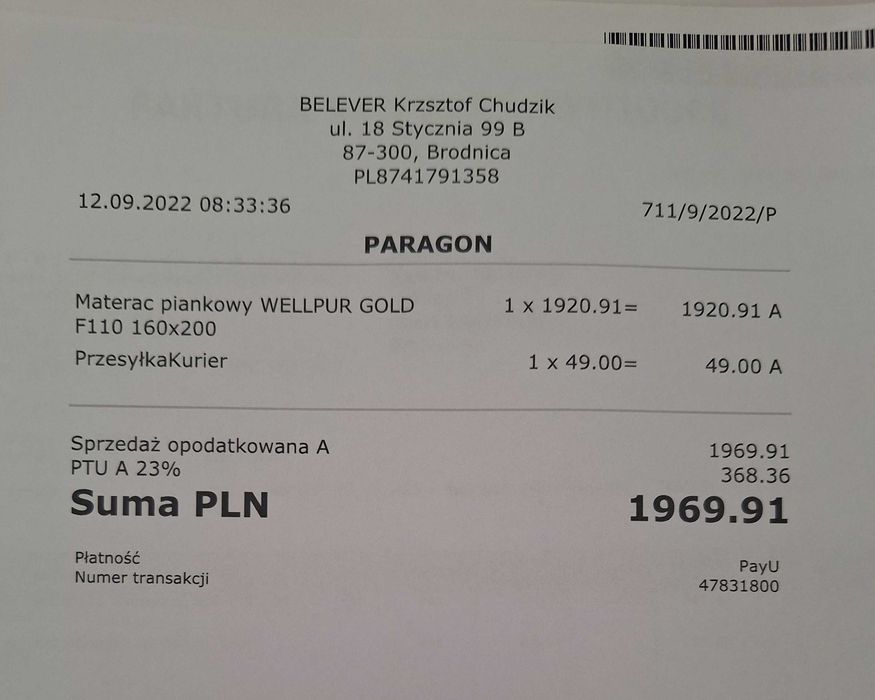 BELEVER Krzsztof Chudzik
ul. 18 Stycznia 99 B
87-300, Brodnica
PL8741791358
12.09.2022 08:33:36 711/9/2022/P
PARAGON
Materac piankowy WELLPUR GOLD 1 x 1920.91= 1920.91 A
F110 160x200
PrzesyłkaKurier 1 x 49.00= 49.00 A
Sprzedaż opodatkowana A 1969.91
PTU A 23% 368.36
Suma PLN 1969.91
Płatność PayU
Numer transakcji 47831800